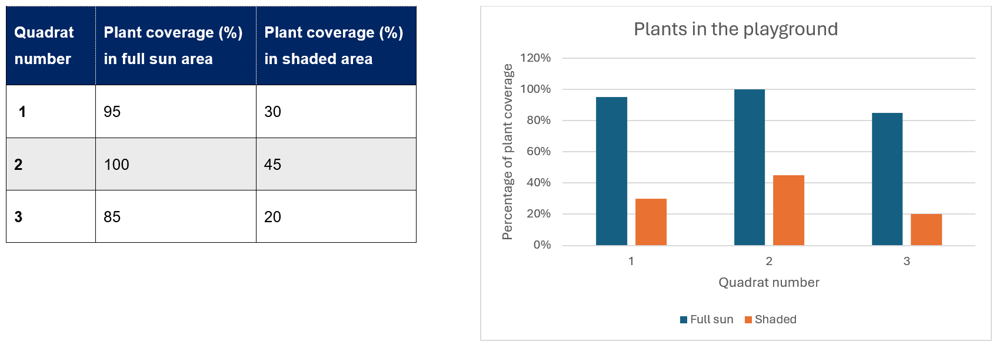 Quadrat number
Plant coverage (%) in full sun area
Plant coverage (%) in shaded area
1 95 30
2 100 45
3 85 20
Plants in the playground
Percentage of plant coverage
120%
100%
80%
60%
40%
20%
0%
1 2 3
Quadrat number
Full sun Shaded